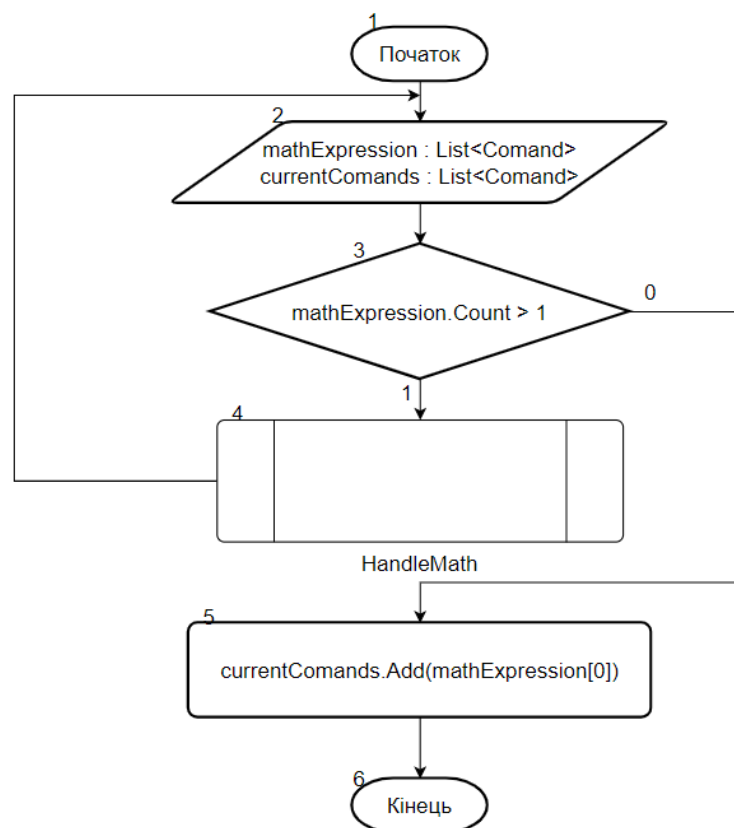 1
Початок
2
mathExpression : List<Comand>
currentComands : List<Comand>
3
mathExpression.Count > 1
0
1
4
HandleMath
5
currentComands.Add(mathExpression[0])
6
Кінець